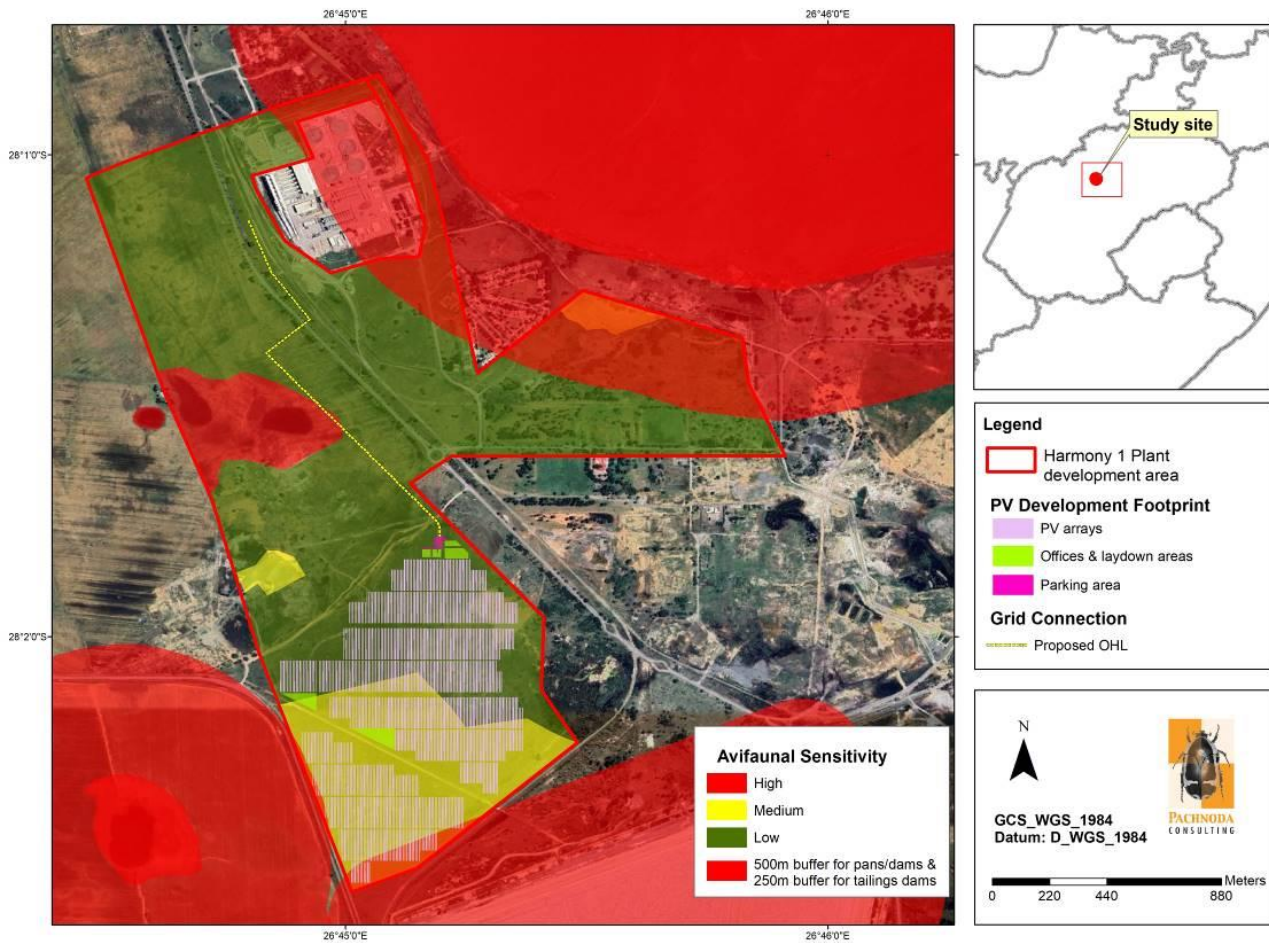 26°45'0"E
26°46'0"E
28°1'0"S
28°2'0"S
26°45'0"E
26°46'0"E
Avifaunal Sensitivity
High
Medium
Low
500m buffer for pans/dams &
250m buffer for tailings dams
Study site
Legend
Harmony 1 Plant
development area
PV Development Footprint
PV arrays
Offices & laydown areas
Parking area
Grid Connection
Proposed OHL
N
GCS_WGS_1984
Datum: D_WGS_1984
PACHNODA
CONSULTING
Meters
0 220 440 880